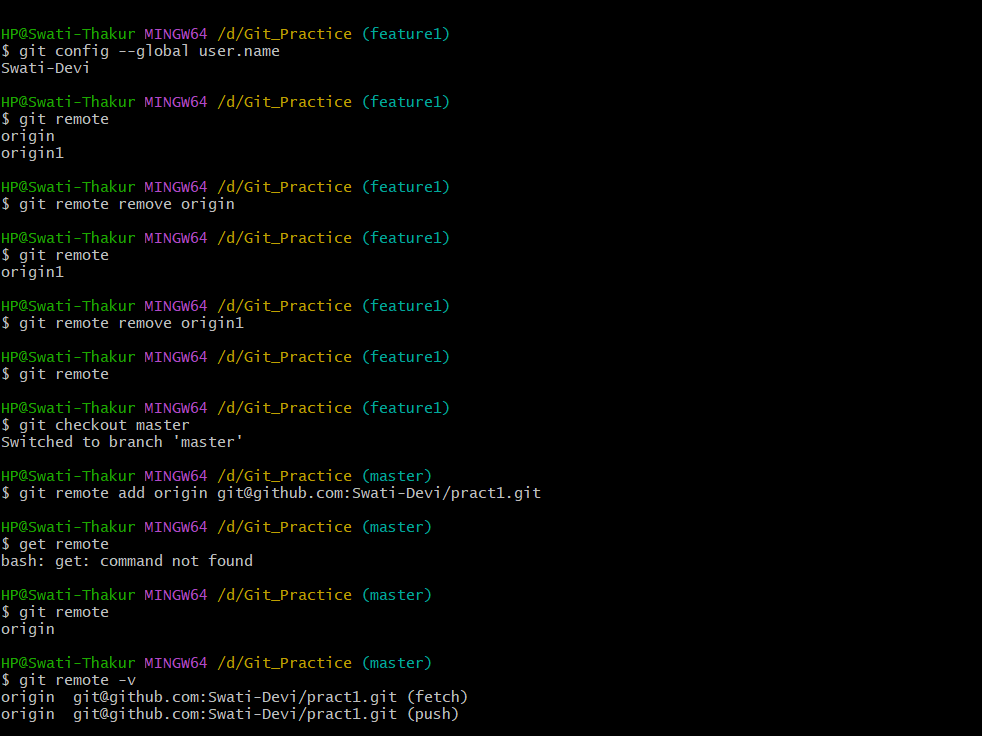 HP@Swati-Thakur MINGW64 /d/Git_Practice (feature1)
$ git config --global user.name
Swati-Devi
HP@Swati-Thakur MINGW64 /d/Git_Practice (feature1)
$ git remote
origin
origin1
HP@Swati-Thakur MINGW64 /d/Git_Practice (feature1)
$ git remote remove origin
HP@Swati-Thakur MINGW64 /d/Git_Practice (feature1)
$ git remote
origin1
HP@Swati-Thakur MINGW64 /d/Git_Practice (feature1)
$ git remote remove origin1
HP@Swati-Thakur MINGW64 /d/Git_Practice (feature1)
$ git remote
HP@Swati-Thakur MINGW64 /d/Git_Practice (feature1)
$ git checkout master
Switched to branch 'master'
HP@Swati-Thakur MINGW64 /d/Git_Practice (master)
$ git remote add origin git@github.com:Swati-Devi/pract1.git
HP@Swati-Thakur MINGW64 /d/Git_Practice (master)
$ get remote
bash: get: command not found
HP@Swati-Thakur MINGW64 /d/Git_Practice (master)
$ git remote
origin
HP@Swati-Thakur MINGW64 /d/Git_Practice (master)
$ git remote -v
origin  git@github.com:Swati-Devi/pract1.git (fetch)
origin  git@github.com:Swati-Devi/pract1.git (push)